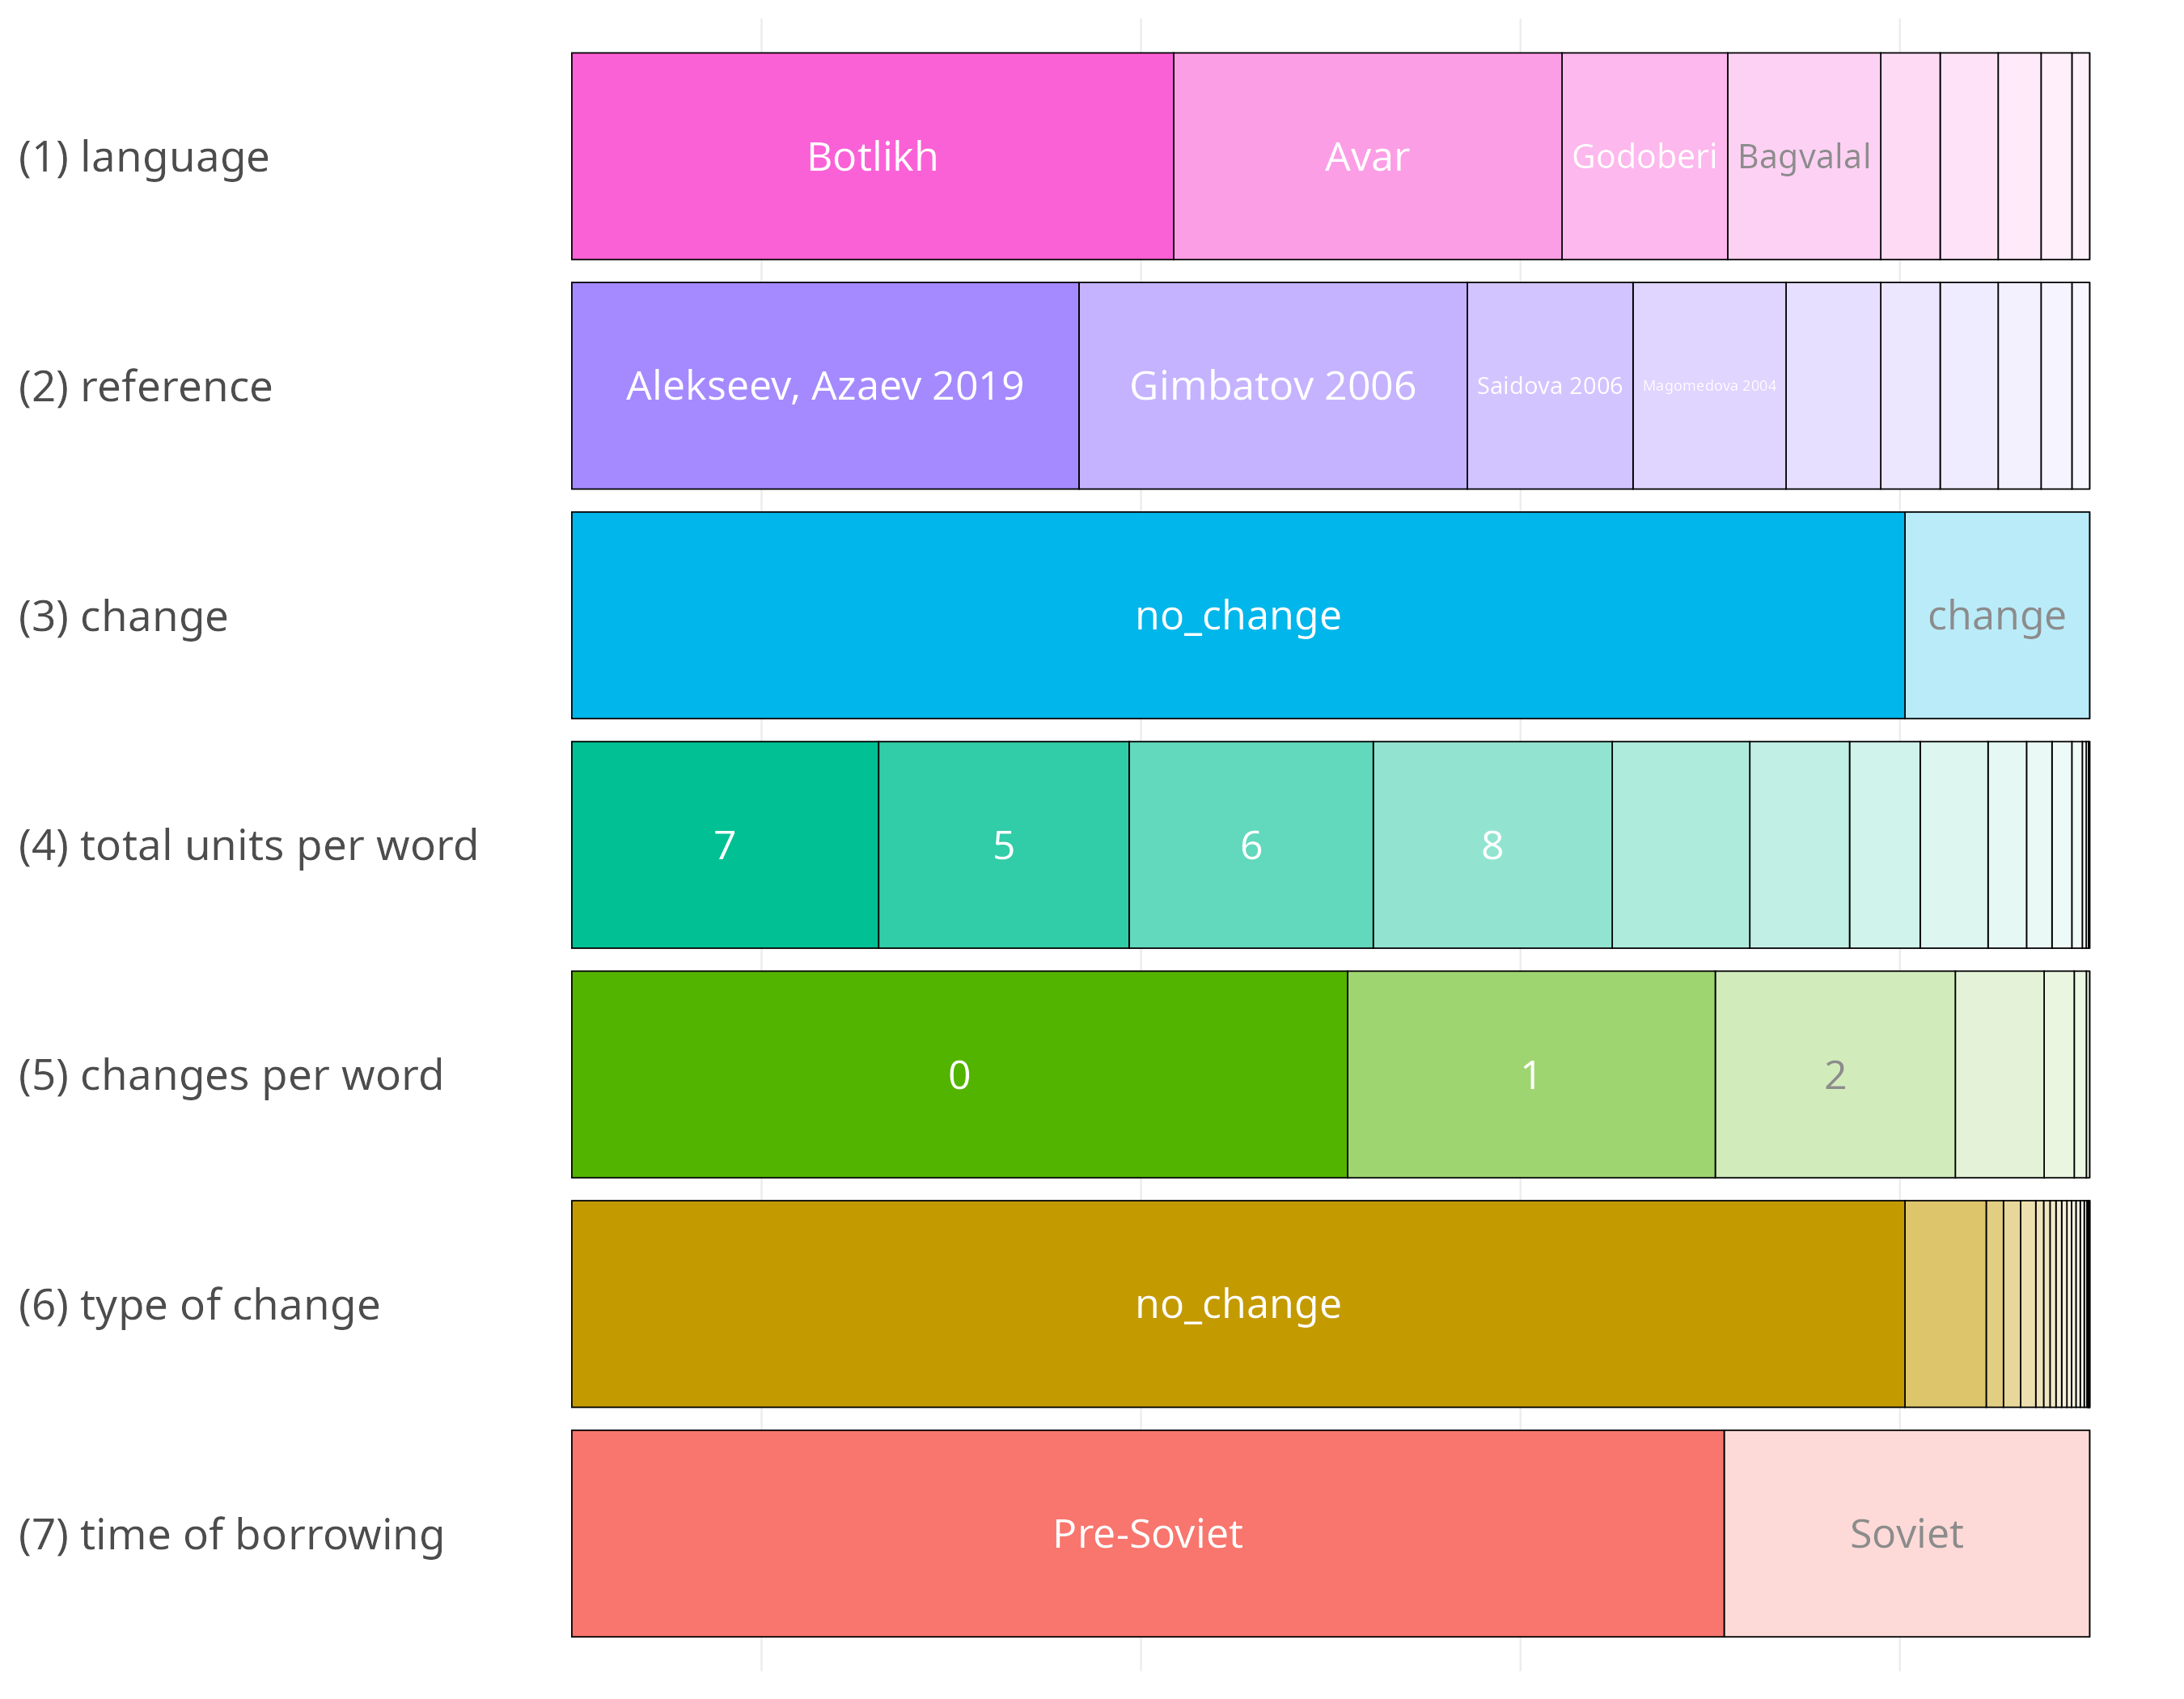 (1) language
Botlikh
Avar
Godoberi
Bagvalal
(2) reference
Alekseev, Azaev 2019
Gimbatov 2006
Saidova 2006
Magomedova 2004
(3) change
no_change
change
(4) total units per word
7
5
6
8
(5) changes per word
0
1
2
(6) type of change
no_change
(7) time of borrowing
Pre-Soviet
Soviet